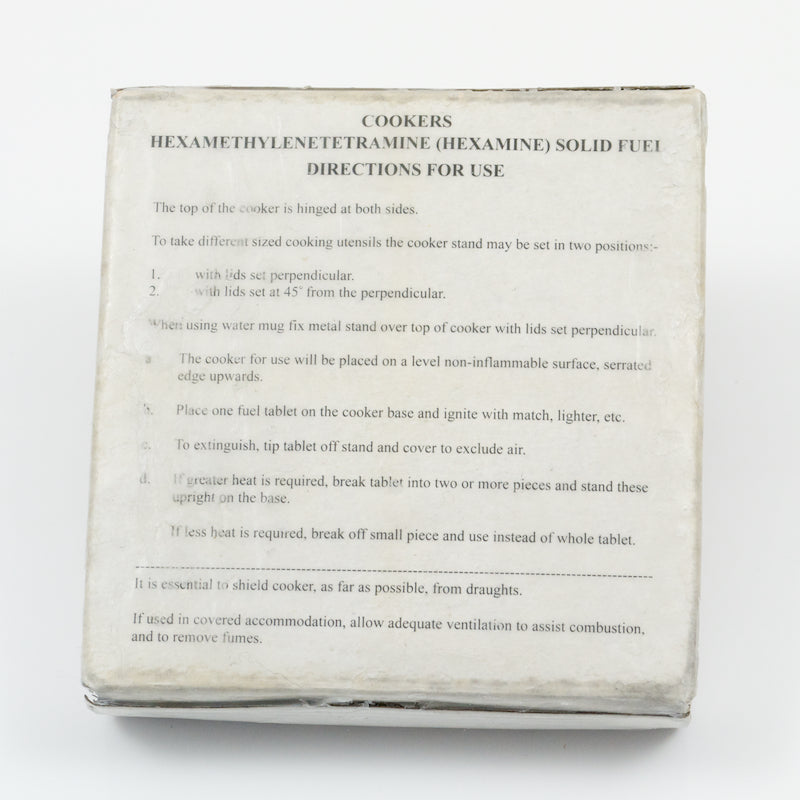 COOKERS
HEXAMETHYLENETETRAMINE (HEXAMINE) SOLID FUEL
DIRECTIONS FOR USE
The top of the cooker is hinged at both sides.
To take different sized cooking utensils the cooker stand may be set in two positions:-
1. with lids set perpendicular.
2. with lids set at 45° from the perpendicular.
When using water mug fix metal stand over top of cooker with lids set perpendicular.
a The cooker for use will be placed on a level non-inflammable surface, serrated
edge upwards.
b. Place one fuel tablet on the cooker base and ignite with match, lighter, etc.
c. To extinguish, tip tablet off stand and cover to exclude air.
d. If greater heat is required, break tablet into two or more pieces and stand these
upright on the base.
If less heat is required, break off small piece and use instead of whole tablet.
It is essential to shield cooker, as far as possible, from draughts.
If used in covered accommodation, allow adequate ventilation to assist combustion,
and to remove fumes.